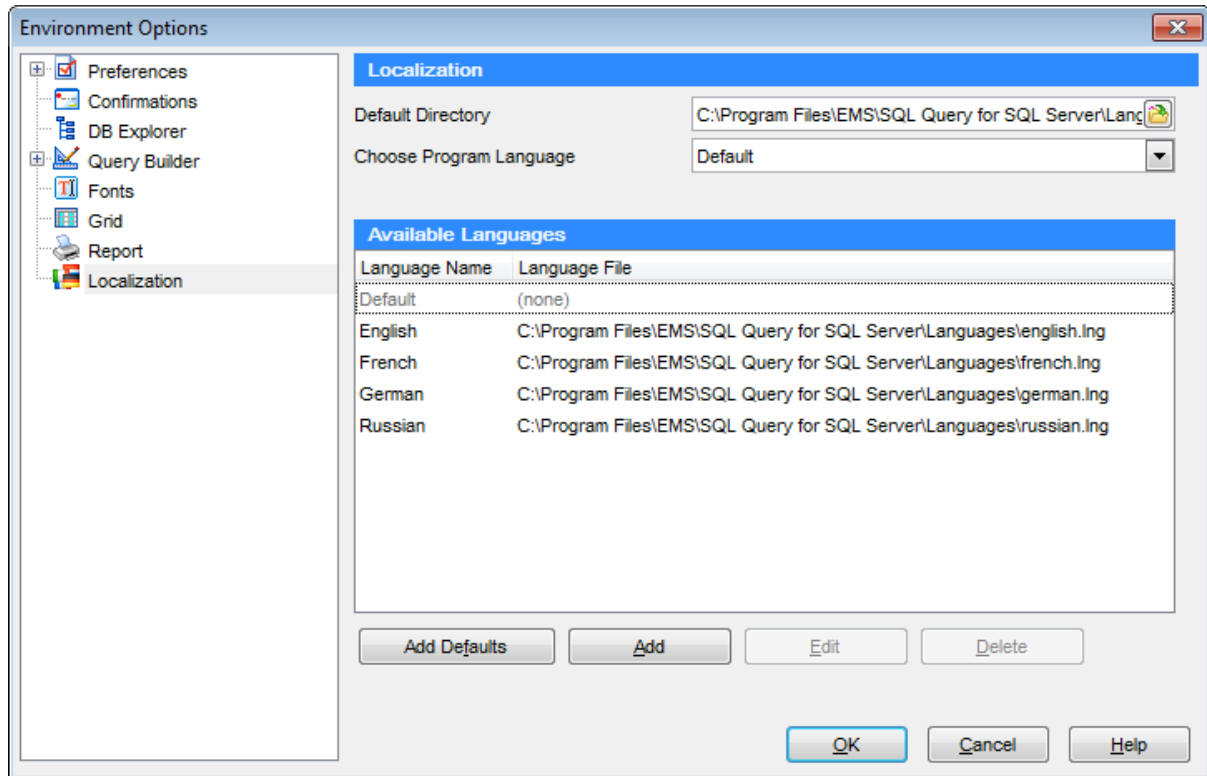 Environment Options
Preferences
Confirmations
DB Explorer
Query Builder
Fonts
Grid
Report
Localization
Localization
Default Directory C:\Program Files\EMS\SQL Query for SQL Server\Lang
Choose Program Language Default
Available Languages
Language Name Language File
Default (none)
English C:\Program Files\EMS\SQL Query for SQL Server\Languages\english.lng
French C:\Program Files\EMS\SQL Query for SQL Server\Languages\french.lng
German C:\Program Files\EMS\SQL Query for SQL Server\Languages\german.lng
Russian C:\Program Files\EMS\SQL Query for SQL Server\Languages\russian.lng
Add Defaults Add Edit Delete
OK Cancel Help